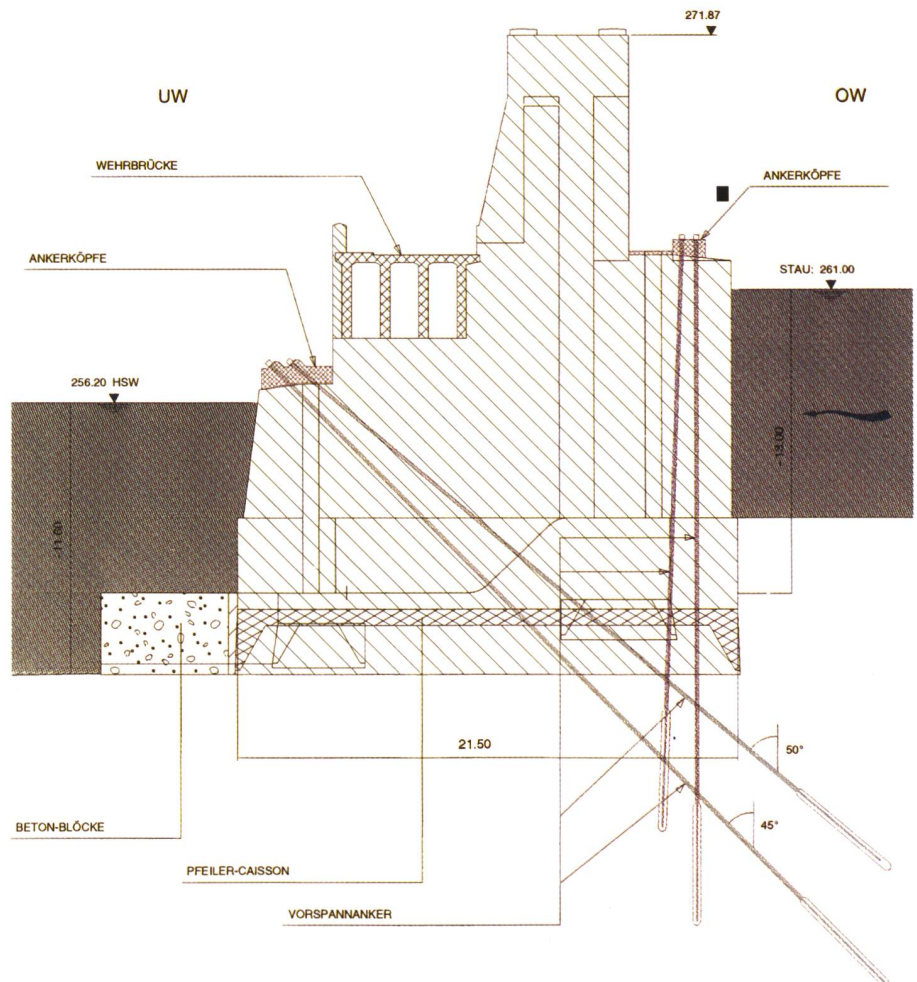 271.87
UW
OW
WEHRBRÜCKE
ANKERKÖPFE
ANKERKÖPFE
STAU: 261.00
256.20 HSW
~13.00
~11.60
21.50
50°
45°
BETON-BLÖCKE
PFEILER-CAISSON
VORSPANNANKER